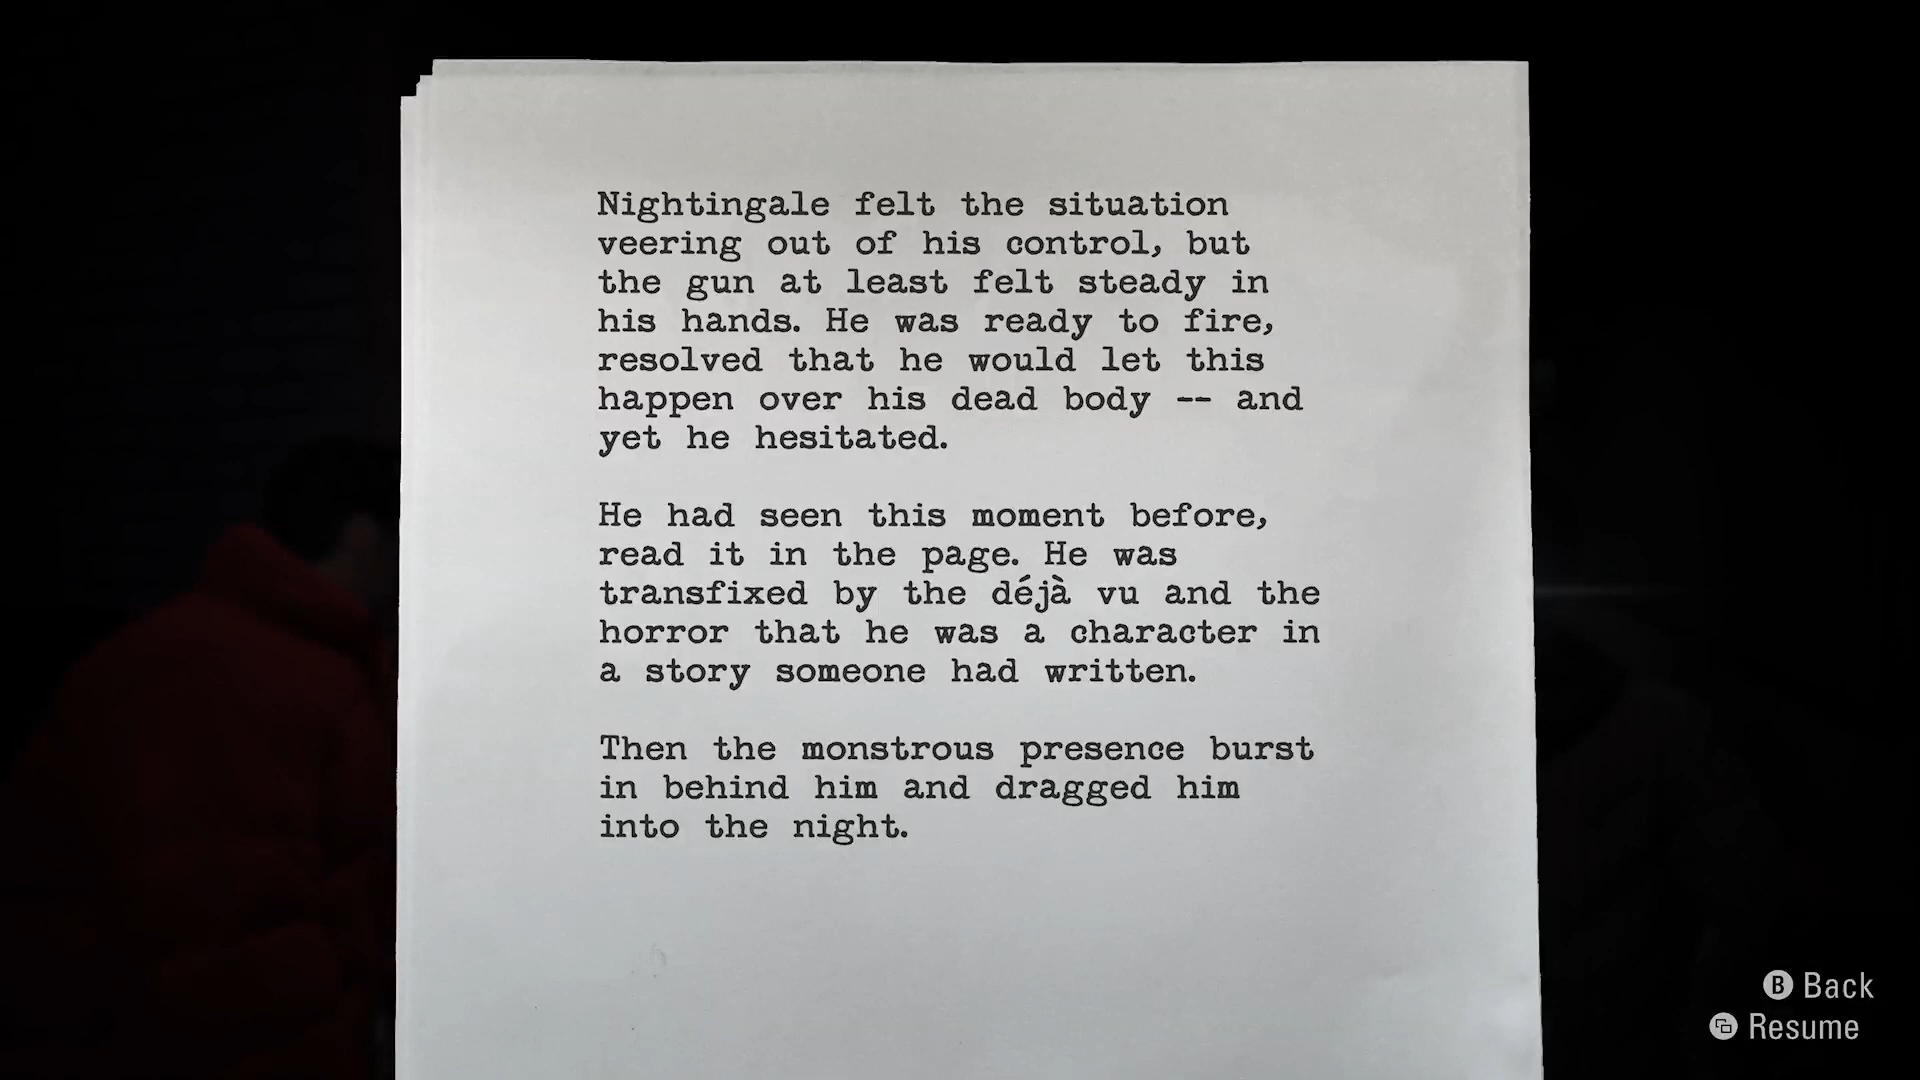 Nightingale felt the situation
veering out of his control, but
the gun at least felt steady in
his hands. He was ready to fire,
resolved that he would let this
happen over his dead body -- and
yet he hesitated.
He had seen this moment before,
read it in the page. He was
transfixed by the déjà vu and the
horror that he was a character in
a story someone had written.
Then the monstrous presence burst
in behind him and dragged him
into the night.
B Back
Resume